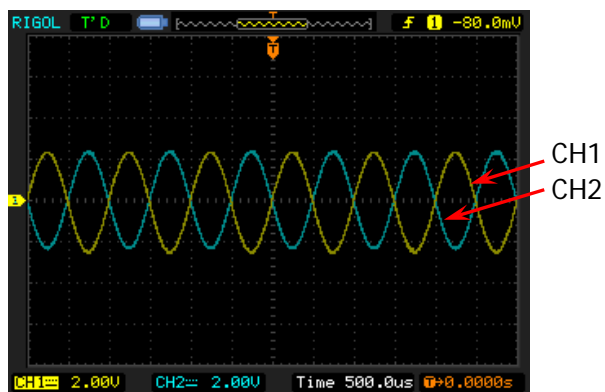 RIGOL T'D T f 1 -80.0mV
T
CH1
CH2
1
CH1 2.00V CH2 2.00V Time 500.0us T→0.0000s